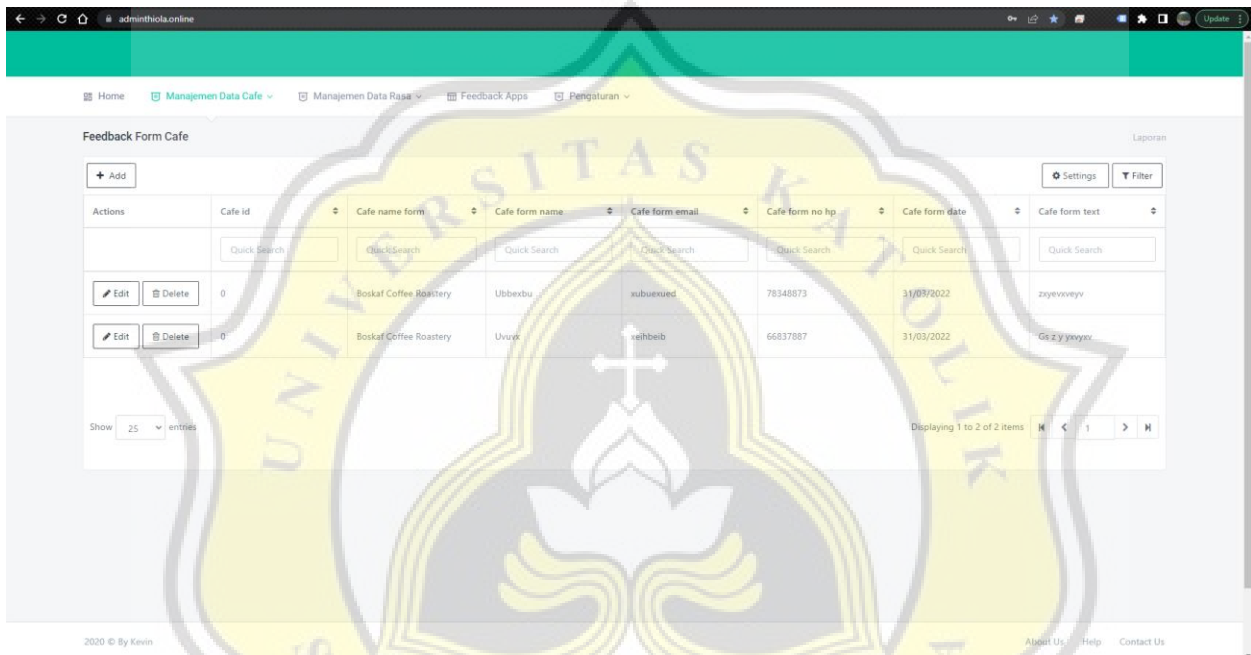 adminthiola.online
Update
Home Manajemen Data Cafe Manajemen Data Rasa Feedback Apps Pengaturan
Feedback Form Cafe Laporan
+ Add Settings Filter
Actions Cafe id Cafe name form Cafe form name Cafe form email Cafe form no hp Cafe form date Cafe form text
Quick Search Quick Search Quick Search Quick Search Quick Search Quick Search Quick Search
Edit Delete 0 Boskaf Coffee Roastery Ubbexbu xubuexued 78348873 31/03/2022 zxyevxveyv
Edit Delete 0 Boskaf Coffee Roastery Uvuvx xeihbeib 66837887 31/03/2022 Gs z y yxvyxv
Show 25 entries Displaying 1 to 2 of 2 items 1
2020 © By Kevin About Us Help Contact Us
UNIVERSITAS KATOLIK